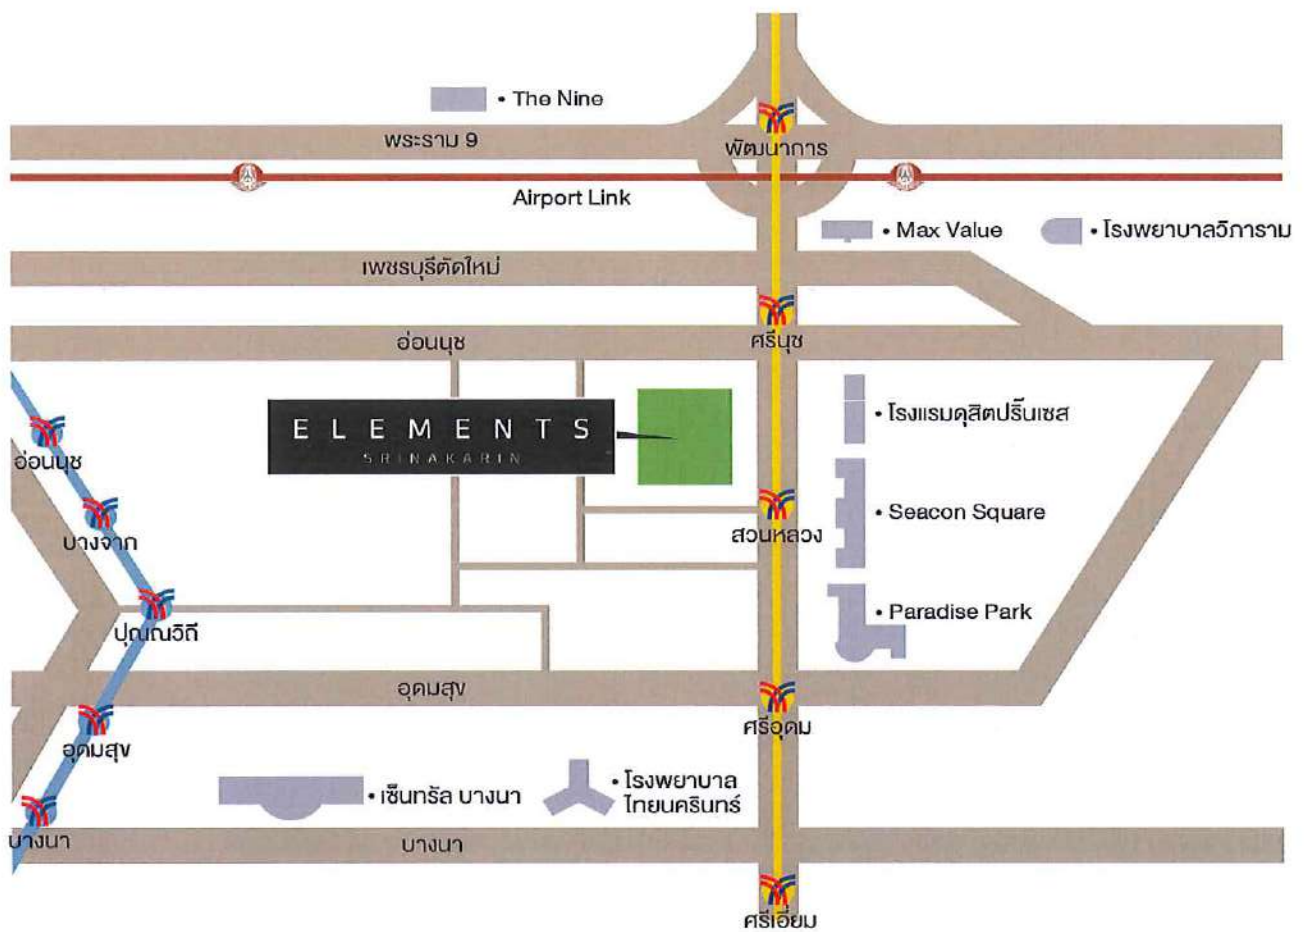 • The Nine
พระราม 9
พัฒนาการ
Airport Link
• Max Value
• โรงพยาบาลวิภาราม
เพชรบุรีตัดใหม่
อ่อนนุช
ศรีนุช
ELEMENTS
SRINAKARIN
• โรงแรมดุสิตปริ๊นเซส
อ่อนนุช
บางจาก
สวนหลวง
• Seacon Square
ปุณณวิถี
• Paradise Park
อุดมสุข
ศรีอุดม
อุดมสุข
• เซ็นทรัล บางนา
• โรงพยาบาล
ไทยนครินทร์
บางนา
บางนา
ศรีเอี่ยม